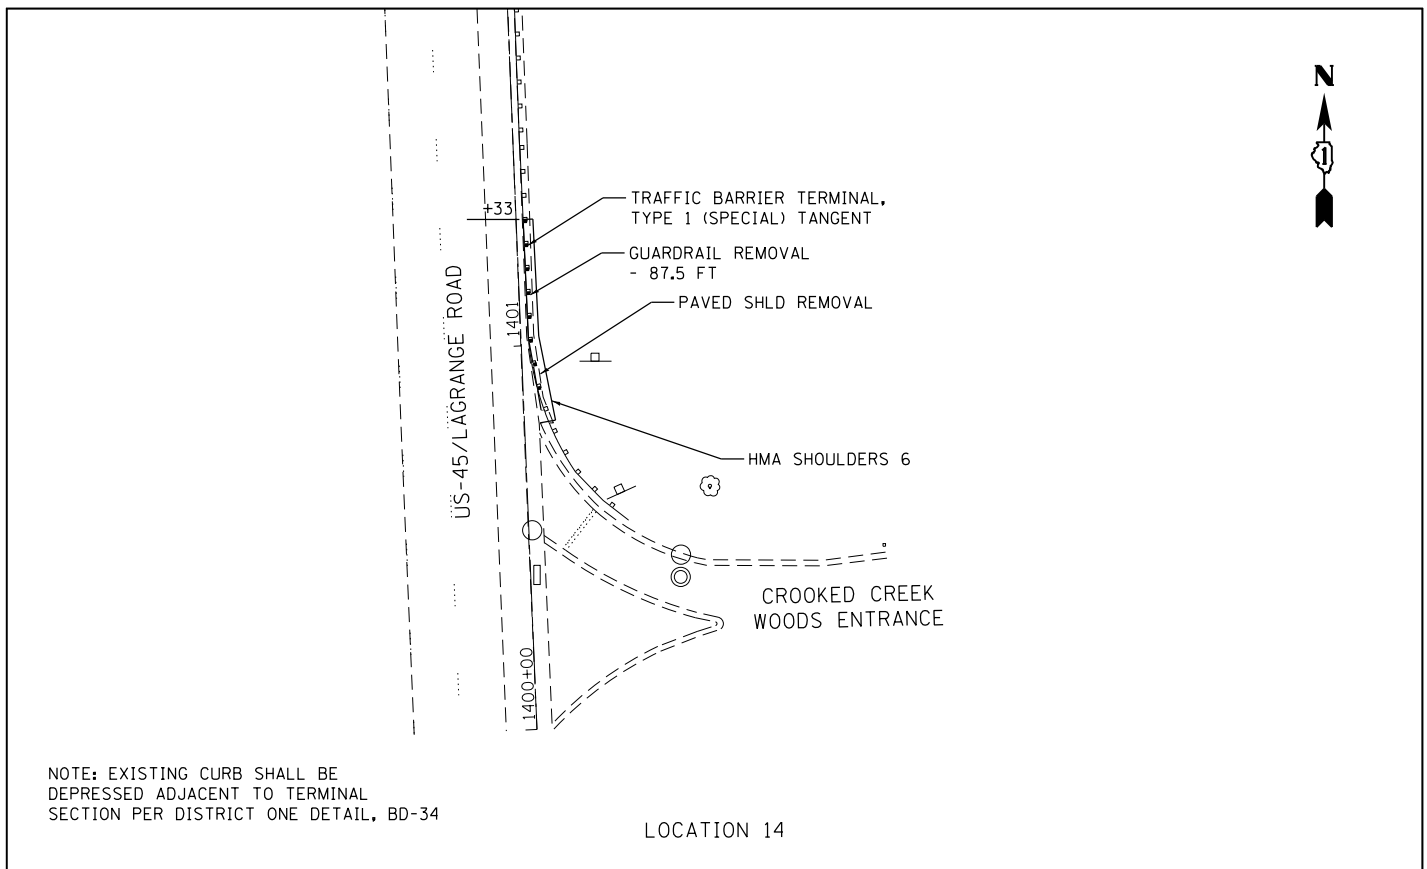 N
1
TRAFFIC BARRIER TERMINAL,
TYPE 1 (SPECIAL) TANGENT
+33
GUARDRAIL REMOVAL
- 87.5 FT
PAVED SHLD REMOVAL
1401
US-45/LAGRANGE ROAD
HMA SHOULDERS 6
CROOKED CREEK
WOODS ENTRANCE
1400+00
NOTE: EXISTING CURB SHALL BE
DEPRESSED ADJACENT TO TERMINAL
SECTION PER DISTRICT ONE DETAIL, BD-34
LOCATION 14